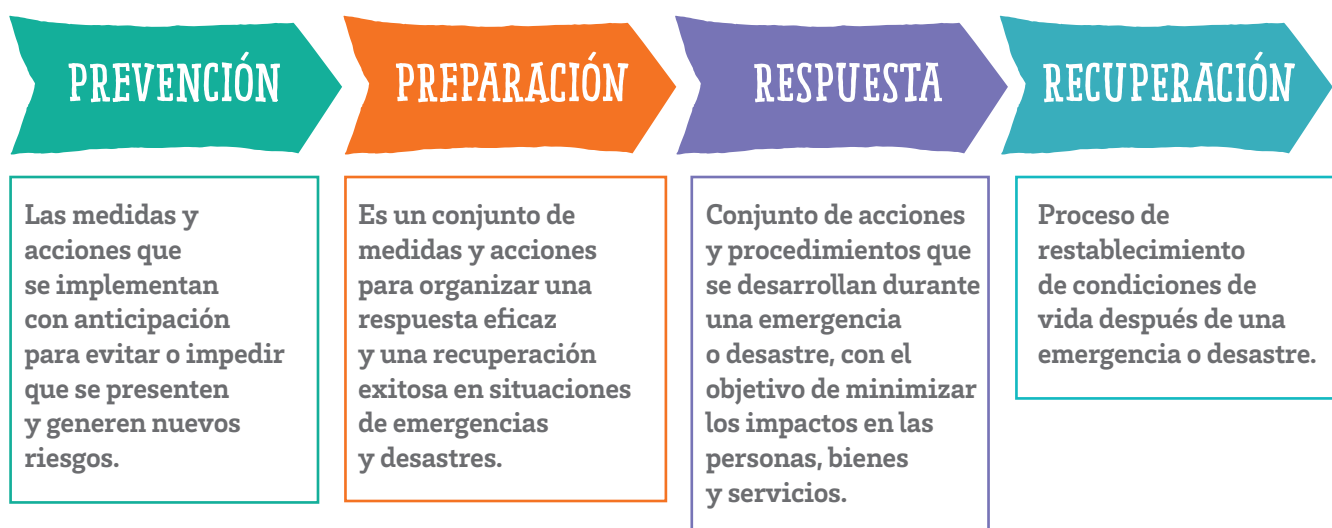 PREVENCIÓN
Las medidas y
acciones que
se implementan
con anticipación
para evitar o impedir
que se presenten
y generen nuevos
riesgos.
PREPARACIÓN
Es un conjunto de
medidas y acciones
para organizar una
respuesta eficaz
y una recuperación
exitosa en situaciones
de emergencias
y desastres.
RESPUESTA
Conjunto de acciones
y procedimientos que
se desarrollan durante
una emergencia
o desastre, con el
objetivo de minimizar
los impactos en las
personas, bienes
y servicios.
RECUPERACIÓN
Proceso de
restablecimiento
de condiciones de
vida después de una
emergencia o desastre.